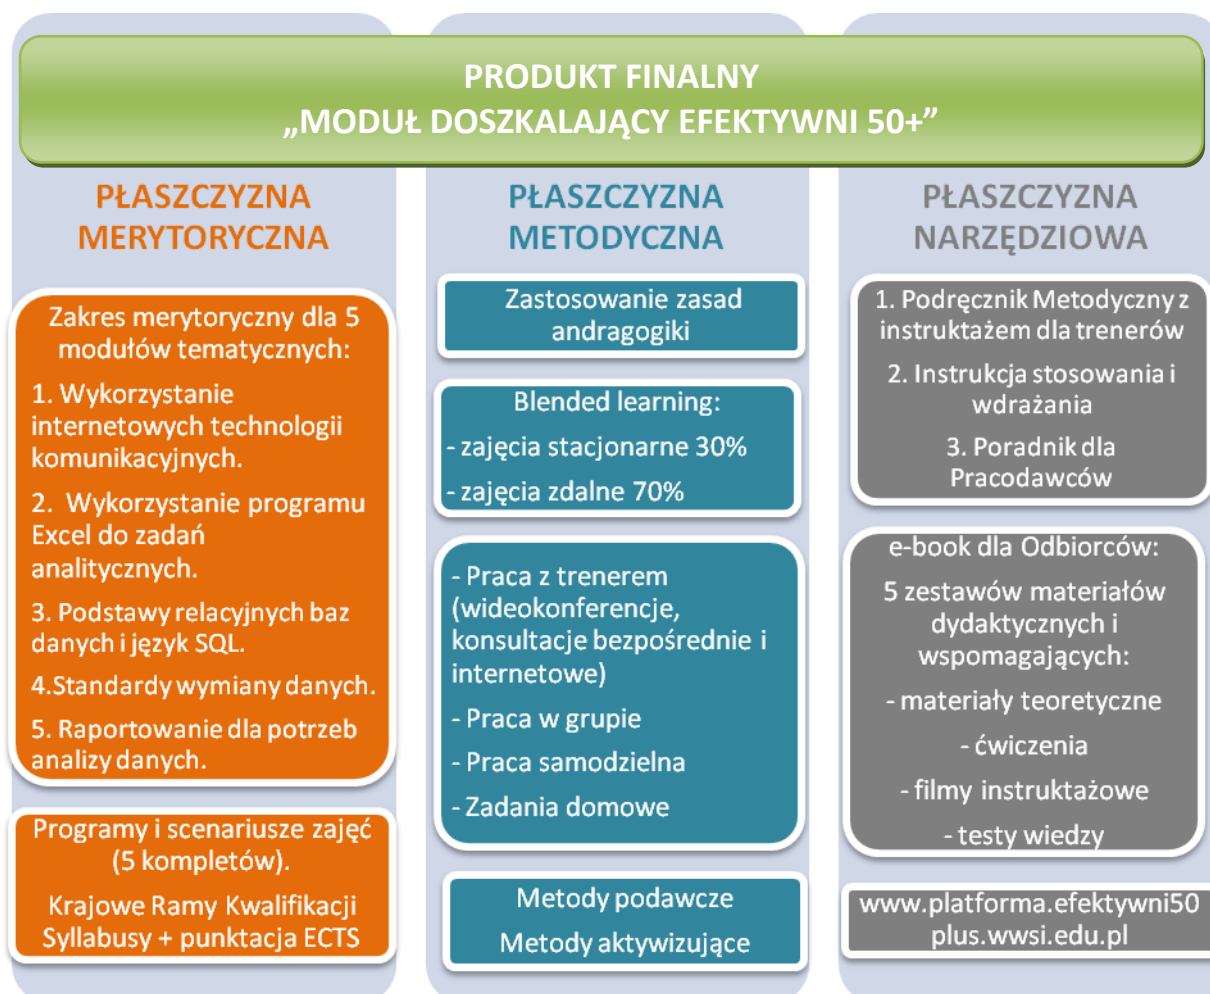 PRODUKT FINALNY
„MODUŁ DOSZKALAJĄCY EFEKTYWNI 50+”
PŁASZCZYZNA
MERYTORYCZNA
Zakres merytoryczny dla 5
modułów tematycznych:
1. Wykorzystanie
internetowych technologii
komunikacyjnych.
2. Wykorzystanie programu
Excel do zadań
analitycznych.
3. Podstawy relacyjnych baz
danych i język SQL.
4.Standardy wymiany danych.
5. Raportowanie dla potrzeb
analizy danych.
Programy i scenariusze zajęć
(5 kompletów).
Krajowe Ramy Kwalifikacji
Syllabusy + punktacja ECTS
PŁASZCZYZNA
METODYCZNA
Zastosowanie zasad
andragogiki
Blended learning:
- zajęcia stacjonarne 30%
- zajęcia zdalne 70%
- Praca z trenerem
(wideokonferencje,
konsultacje bezpośrednie i
internetowe)
- Praca w grupie
- Praca samodzielna
- Zadania domowe
Metody podawcze
Metody aktywizujące
PŁASZCZYZNA
NARZĘDZIOWA
1. Podręcznik Metodyczny z
instruktażem dla trenerów
2. Instrukcja stosowania i
wdrażania
3. Poradnik dla
Pracodawców
e-book dla Odbiorców:
5 zestawów materiałów
dydaktycznych i
wspomagających:
- materiały teoretyczne
- ćwiczenia
- filmy instruktażowe
- testy wiedzy
www.platforma.efektywni50
plus.wwsi.edu.pl